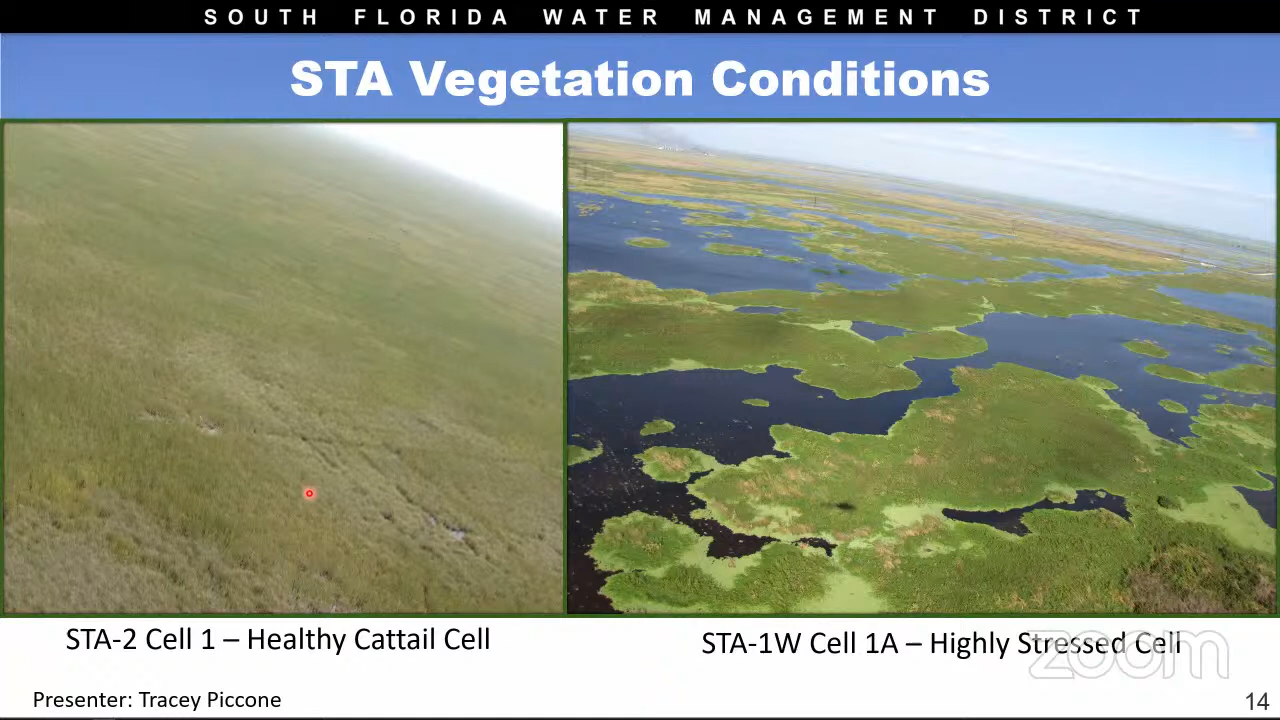 SOUTH FLORIDA WATER MANAGEMENT DISTRICT
STA Vegetation Conditions
STA-2 Cell 1 – Healthy Cattail Cell
STA-1W Cell 1A – Highly Stressed Cell
zoom
Presenter: Tracey Piccone
14